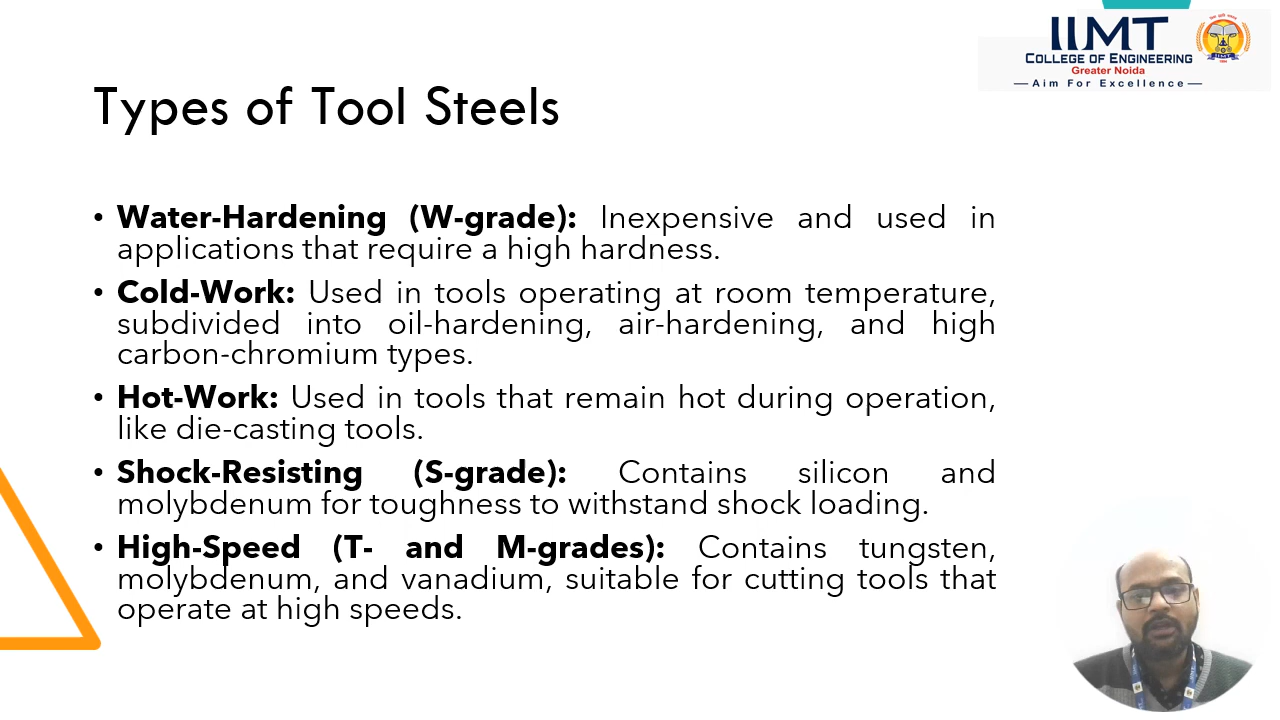 IIMT
COLLEGE OF ENGINEERING
Greater Noida
—Aim For Excellence—
Types of Tool Steels
• Water-Hardening (W-grade): Inexpensive and used in
applications that require a high hardness.
• Cold-Work: Used in tools operating at room temperature,
subdivided into oil-hardening, air-hardening, and high
carbon-chromium types.
• Hot-Work: Used in tools that remain hot during operation,
like die-casting tools.
• Shock-Resisting (S-grade): Contains silicon and
molybdenum for toughness to withstand shock loading.
• High-Speed (T- and M-grades): Contains tungsten,
molybdenum, and vanadium, suitable for cutting tools that
operate at high speeds.